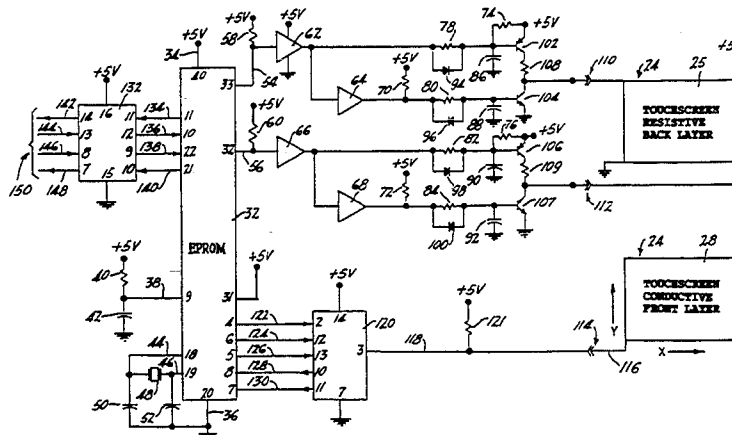 +5V 62 78 74 +5V
+5V 34 58 102
+5V 132 40 108 110 24 25 +5
142 16 134 33 54 64 70 80 94 86
144 14 11 11 +5V 104
13 12 136 10 60 96 88
146 8 9 138 22 66 82 76 +5V
150 148 7 15 10 140 21 32 56 106
TOUCHSCREEN
RESISTIVE
BACK LAYER
98 90 109
68 +5V 107
32 72 84 112
+5V EPROM 100 92 24 28
40 38 +5V
42 9 31 +5V +5V
TOUCHSCREEN
CONDUCTIVE
FRONT LAYER
4 122 2 14 120 121
44 18 6 124 12 3 118 114 Y
46 19 5 126 13 X
48 8 128 10 116
50 52 20 7 130 11 7
36